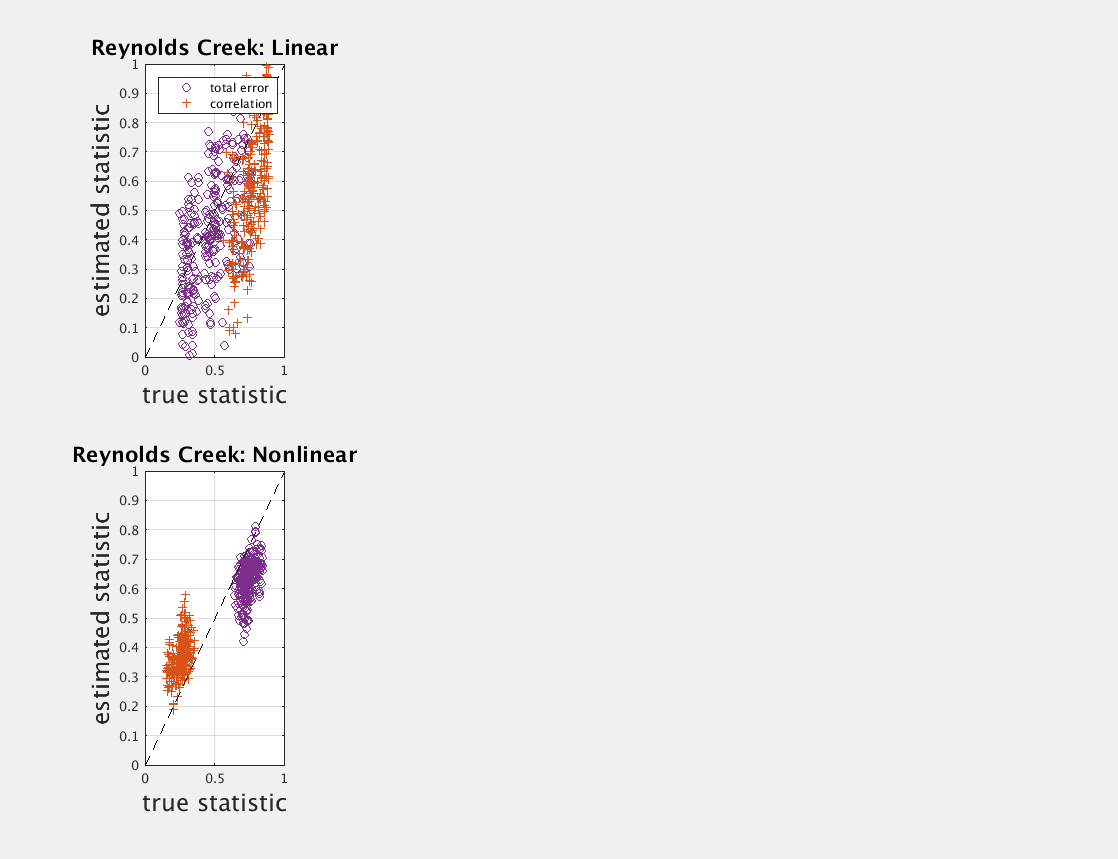 Reynolds Creek: Linear
1
0.9
0.8
0.7
0.6
0.5
0.4
0.3
0.2
0.1
0
estimated statistic
total error
correlation
0 0.5 1
true statistic
Reynolds Creek: Nonlinear
1
0.9
0.8
0.7
0.6
0.5
0.4
0.3
0.2
0.1
0
estimated statistic
0 0.5 1
true statistic